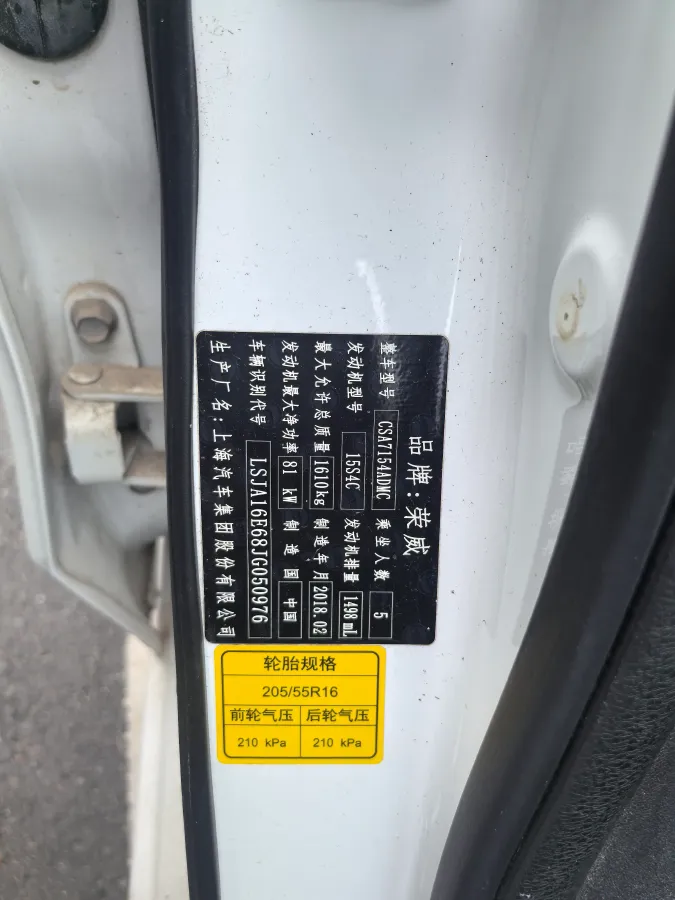 品牌:荣威
整车型号 CSA7154ADMC 乘坐人数 5
发动机型号 15S4C 发动机排量 1498 mL
最大允许总质量 1610kg 制造年月 2018.02
发动机最大净功率 81 kW 制造国 中国
车辆识别代号 LSJA16E68JG050976
生产厂名:上海汽车集团股份有限公司
轮胎规格
205/55R16
前轮气压 后轮气压
210 kPa 210 kPa